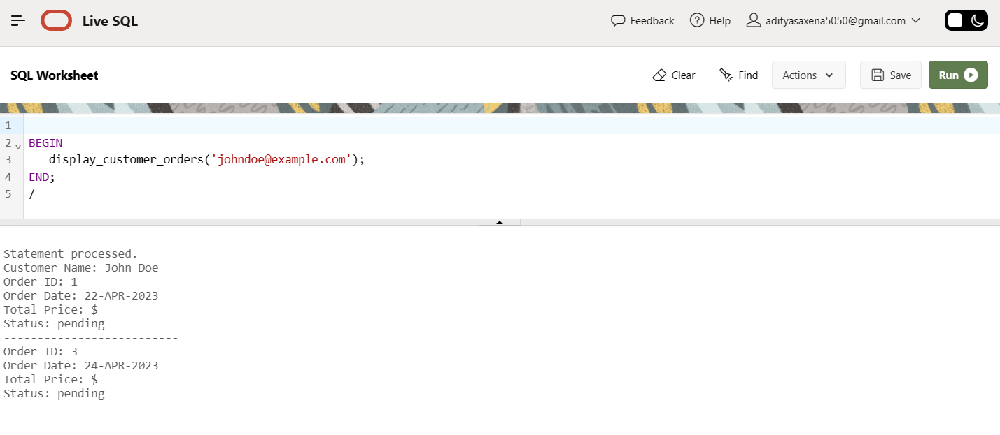 Live SQL
Feedback
Help
adityasaxena5050@gmail.com
SQL Worksheet
Clear
Find
Actions
Save
Run
1
2 BEGIN
3 display_customer_orders('johndoe@example.com');
4 END;
5 /
Statement processed.
Customer Name: John Doe
Order ID: 1
Order Date: 22-APR-2023
Total Price: $
Status: pending
--------------------------
Order ID: 3
Order Date: 24-APR-2023
Total Price: $
Status: pending
--------------------------